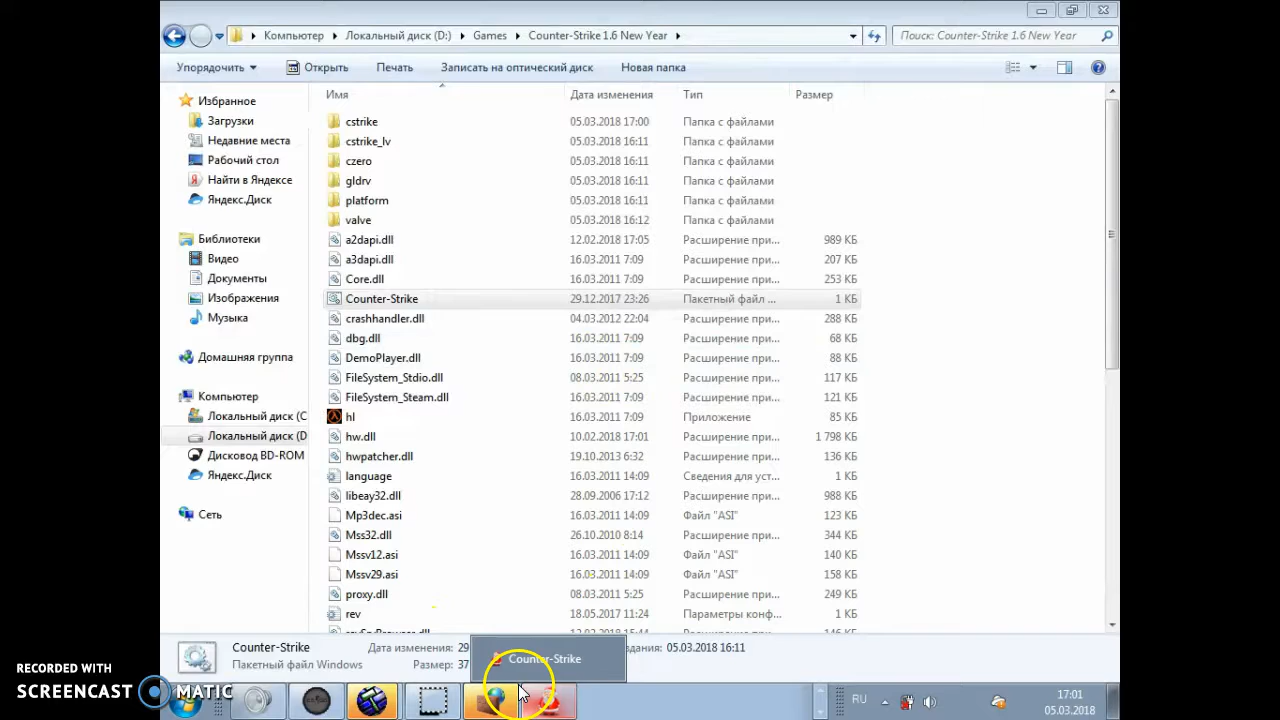 Компьютер Локальный диск (D:) Games Counter-Strike 1.6 New Year Поиск: Counter-Strike 1.6 New Year
Упорядочить Открыть Печать Записать на оптический диск Новая папка
Избранное
Загрузки
Недавние места
Рабочий стол
Найти в Яндексе
Яндекс.Диск
Библиотеки
Видео
Документы
Изображения
Музыка
Домашняя группа
Компьютер
Локальный диск (C
Локальный диск (D
Дисковод BD-ROM
Яндекс.Диск
Сеть
Имя Дата изменения Тип Размер
cstrike 05.03.2018 17:00 Папка с файлами
cstrike_lv 05.03.2018 16:11 Папка с файлами
czero 05.03.2018 16:11 Папка с файлами
gldrv 05.03.2018 16:11 Папка с файлами
platform 05.03.2018 16:11 Папка с файлами
valve 05.03.2018 16:12 Папка с файлами
a2dapi.dll 12.02.2018 17:05 Расширение при... 989 КБ
a3dapi.dll 16.03.2011 7:09 Расширение при... 207 КБ
Core.dll 16.03.2011 7:09 Расширение при... 253 КБ
Counter-Strike 29.12.2017 23:26 Пакетный файл ... 1 КБ
crashhandler.dll 04.03.2012 22:04 Расширение при... 288 КБ
dbg.dll 16.03.2011 7:09 Расширение при... 68 КБ
DemoPlayer.dll 16.03.2011 7:09 Расширение при... 88 КБ
FileSystem_Stdio.dll 08.03.2011 5:25 Расширение при... 117 КБ
FileSystem_Steam.dll 16.03.2011 7:09 Расширение при... 121 КБ
hl 16.03.2011 7:09 Приложение 85 КБ
hw.dll 10.02.2018 17:01 Расширение при... 1 798 КБ
hwpatcher.dll 19.10.2013 6:32 Расширение при... 136 КБ
language 16.03.2011 14:09 Сведения для уст... 1 КБ
libeay32.dll 28.09.2006 17:12 Расширение при... 988 КБ
Mp3dec.asi 16.03.2011 14:09 Файл "ASI" 123 КБ
Mss32.dll 26.10.2010 8:14 Расширение при... 344 КБ
Mssv12.asi 16.03.2011 14:09 Файл "ASI" 140 КБ
Mssv29.asi 16.03.2011 14:09 Файл "ASI" 158 КБ
proxy.dll 08.03.2011 5:25 Расширение при... 249 КБ
rev 18.05.2017 11:24 Параметры конф... 1 КБ
Counter-Strike Дата изменения: 29 здания: 05.03.2018 16:11
Пакетный файл Windows Размер: 37
Counter-Strike
RECORDED WITH
SCREENCAST MATIC
RU
17:01
05.03.2018